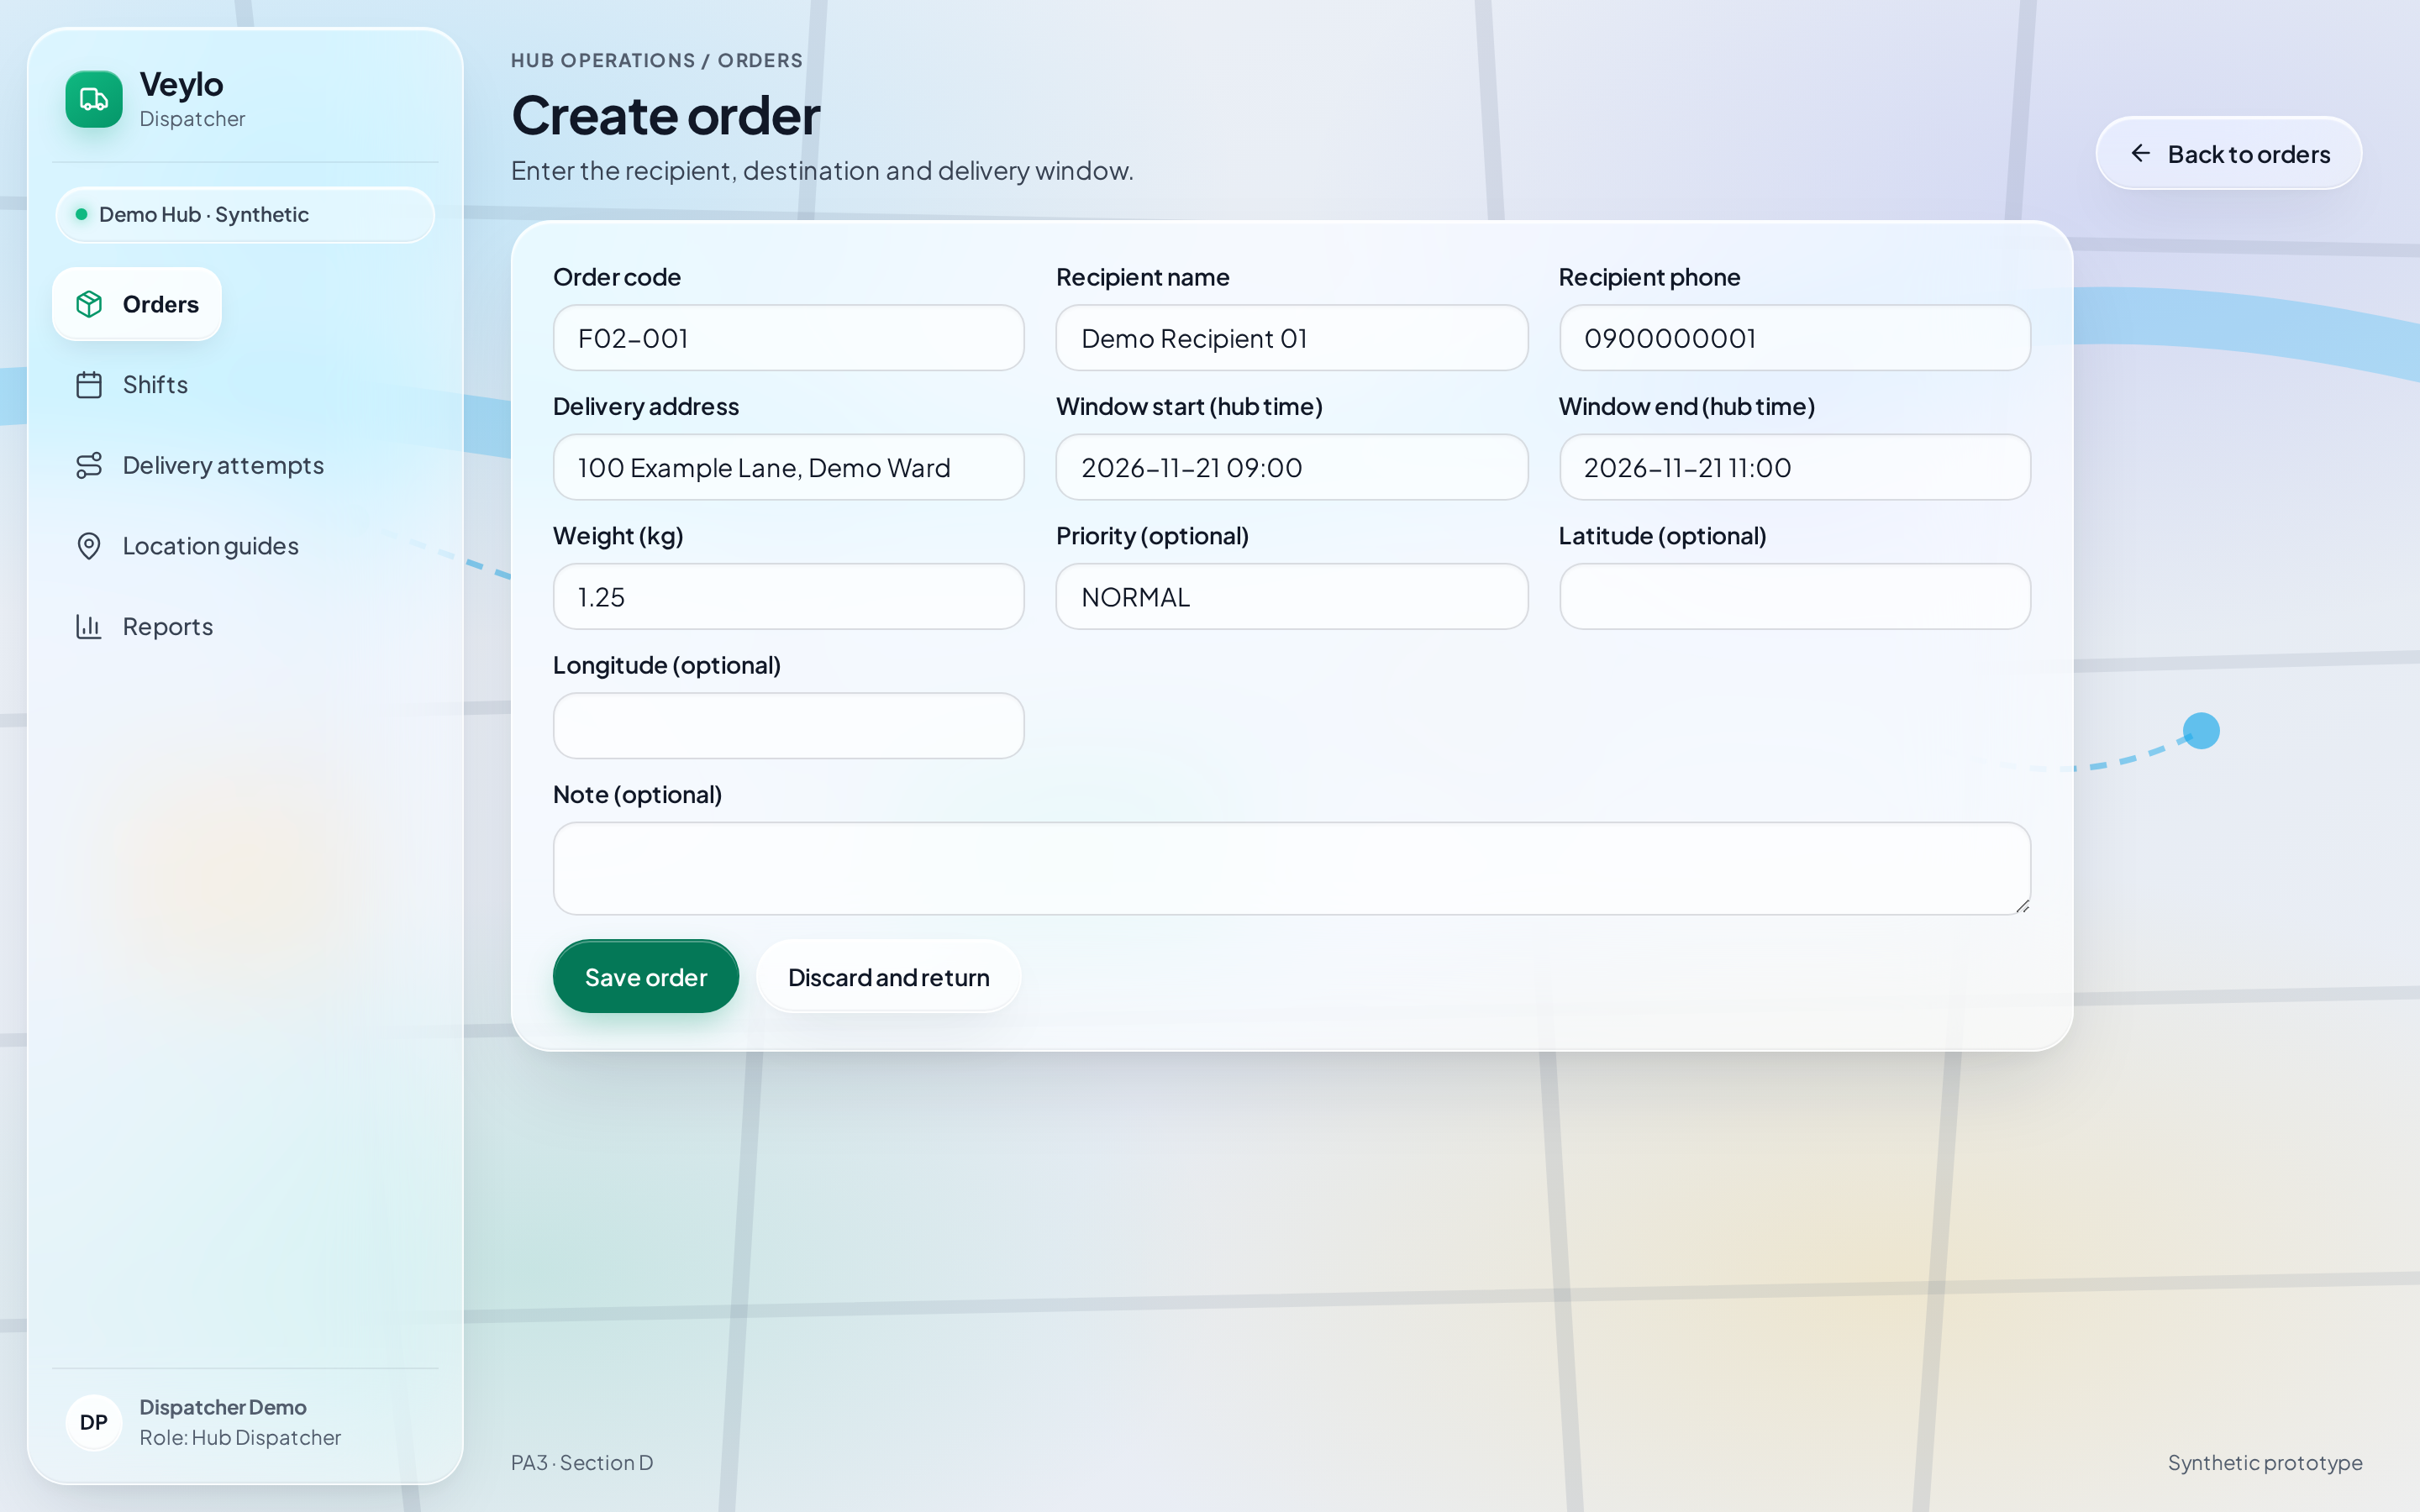 Veylo
Dispatcher
Demo Hub · Synthetic
Orders
Shifts
Delivery attempts
Location guides
Reports
DP
Dispatcher Demo
Role: Hub Dispatcher
HUB OPERATIONS / ORDERS
Create order
Enter the recipient, destination and delivery window.
Back to orders
Order code
Recipient name
Recipient phone
F02-001
Demo Recipient 01
0900000001
Delivery address
Window start (hub time)
Window end (hub time)
100 Example Lane, Demo Ward
2026-11-21 09:00
2026-11-21 11:00
Weight (kg)
Priority (optional)
Latitude (optional)
1.25
NORMAL
Longitude (optional)
Note (optional)
Save order
Discard and return
PA3 · Section D
Synthetic prototype